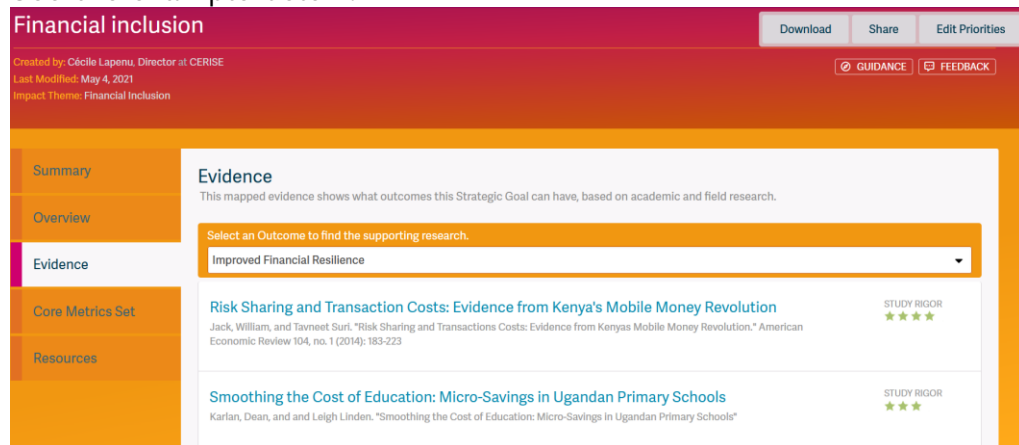 Financial inclusion
Download
Share
Edit Priorities
Created by: Cécile Lapenu, Director at CERISE
Last Modified: May 4, 2021
Impact Theme: Financial Inclusion
GUIDANCE
FEEDBACK
Summary
Overview
Evidence
Core Metrics Set
Resources
Evidence
This mapped evidence shows what outcomes this Strategic Goal can have, based on academic and field research.
Select an Outcome to find the supporting research.
Improved Financial Resilience
Risk Sharing and Transaction Costs: Evidence from Kenya's Mobile Money Revolution
Jack, William, and Tavneet Suri. "Risk Sharing and Transactions Costs: Evidence from Kenyas Mobile Money Revolution." American
Economic Review 104, no. 1 (2014): 183-223
STUDY RIGOR
Smoothing the Cost of Education: Micro-Savings in Ugandan Primary Schools
Karlan, Dean, and and Leigh Linden. "Smoothing the Cost of Education: Micro-Savings in Ugandan Primary Schools"
STUDY RIGOR